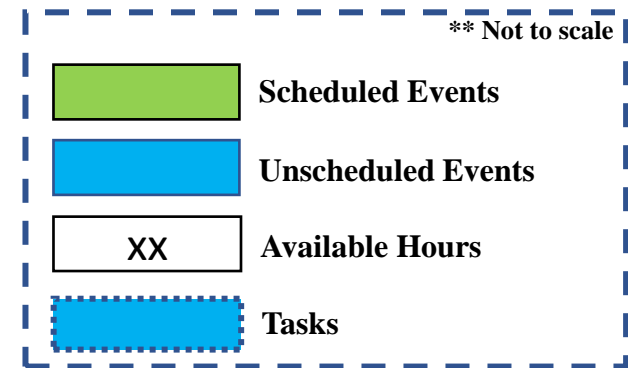 ** Not to scale
Scheduled Events
Unscheduled Events
XX Available Hours
Tasks